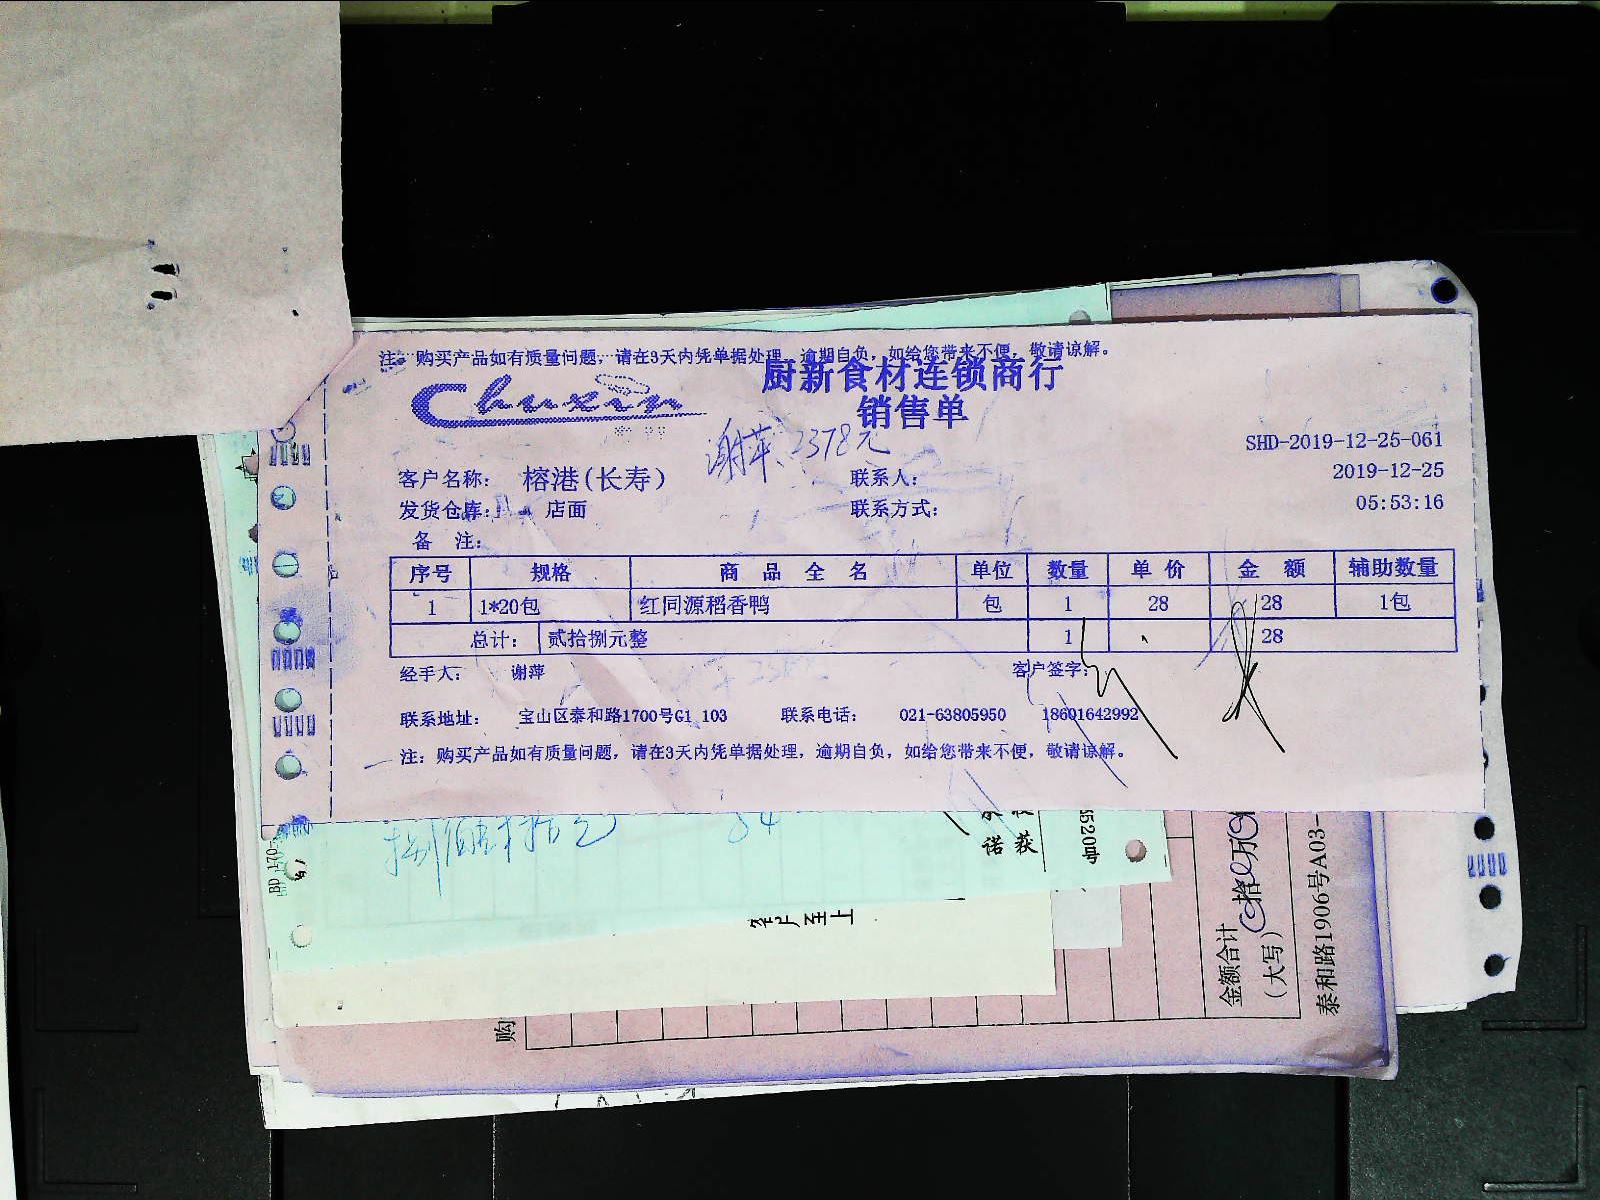 注：购买产品如有质量问题，请在3天内凭单据处理，逾期自负，如给您带来不便，敬请谅解。
Chuxin
厨新食材连锁商行
销售单
谢萍、2378元
SHD-2019-12-25-061
客户名称： 榕港(长寿) 联系人： 2019-12-25
发货仓库： 店面 联系方式： 05:53:16
备 注：
序号 规格 商 品 全 名 单位 数量 单 价 金 额 辅助数量
1 1*20包 红同源稻香鸭 包 1 28 28 1包
总计： 贰拾捌元整 1 28
经手人： 谢萍 客户签字：
联系地址： 宝山区泰和路1700号G1 103 联系电话： 021-63805950 18601642992
注：购买产品如有质量问题，请在3天内凭单据处理，逾期自负，如给您带来不便，敬请谅解。
84
诺 获
520号
BD 170-
客户至上
购
金额合计
(大写)
拾 万
泰和路1906号A03-